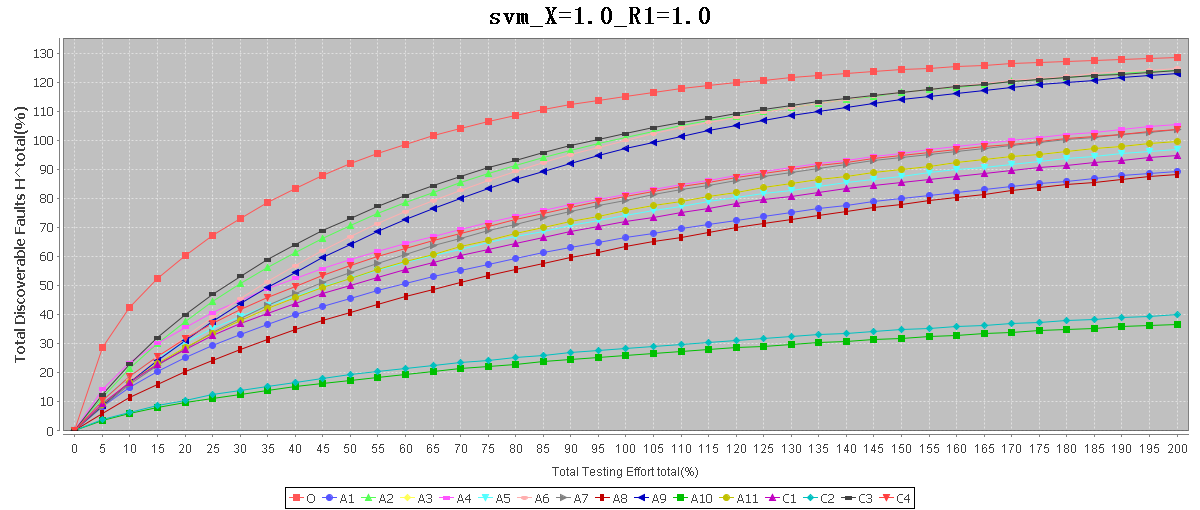 svm_X=1.0_R1=1.0
Total Discoverable Faults H^total(%)
130
120
110
100
90
80
70
60
50
40
30
20
10
0
0 5 10 15 20 25 30 35 40 45 50 55 60 65 70 75 80 85 90 95 100 105 110 115 120 125 130 135 140 145 150 155 160 165 170 175 180 185 190 195 200
Total Testing Effort total(%)
O A1 A2 A3 A4 A5 A6 A7 A8 A9 A10 A11 C1 C2 C3 C4